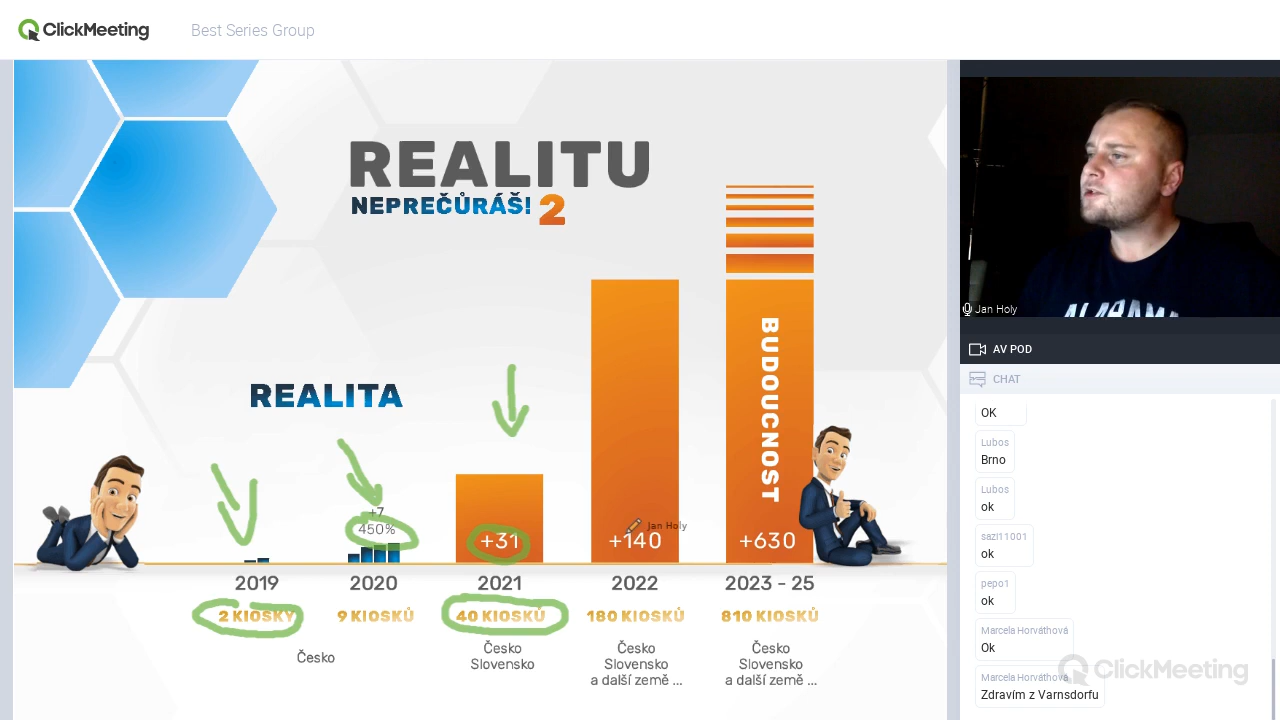 ClickMeeting
Best Series Group
REALITU
NEPREČŮRÁŠ! 2
BUDOUCNOST
REALITA
+7
450%
+31
+140
+630
Jan Holy
2019
2020
2021
2022
2023 - 25
2 KIOSKY
9 KIOSKŮ
40 KIOSKŮ
180 KIOSKŮ
810 KIOSKŮ
Česko
Česko
Slovensko
Česko
Slovensko
a další země ...
Česko
Slovensko
a další země ...
Jan Holy
AV POD
CHAT
OK
Lubos
Brno
Lubos
ok
sazi11001
ok
pepo1
ok
Marcela Horváthová
Ok
Marcela Horváthová
Zdravím z Varnsdorfu
ClickMeeting